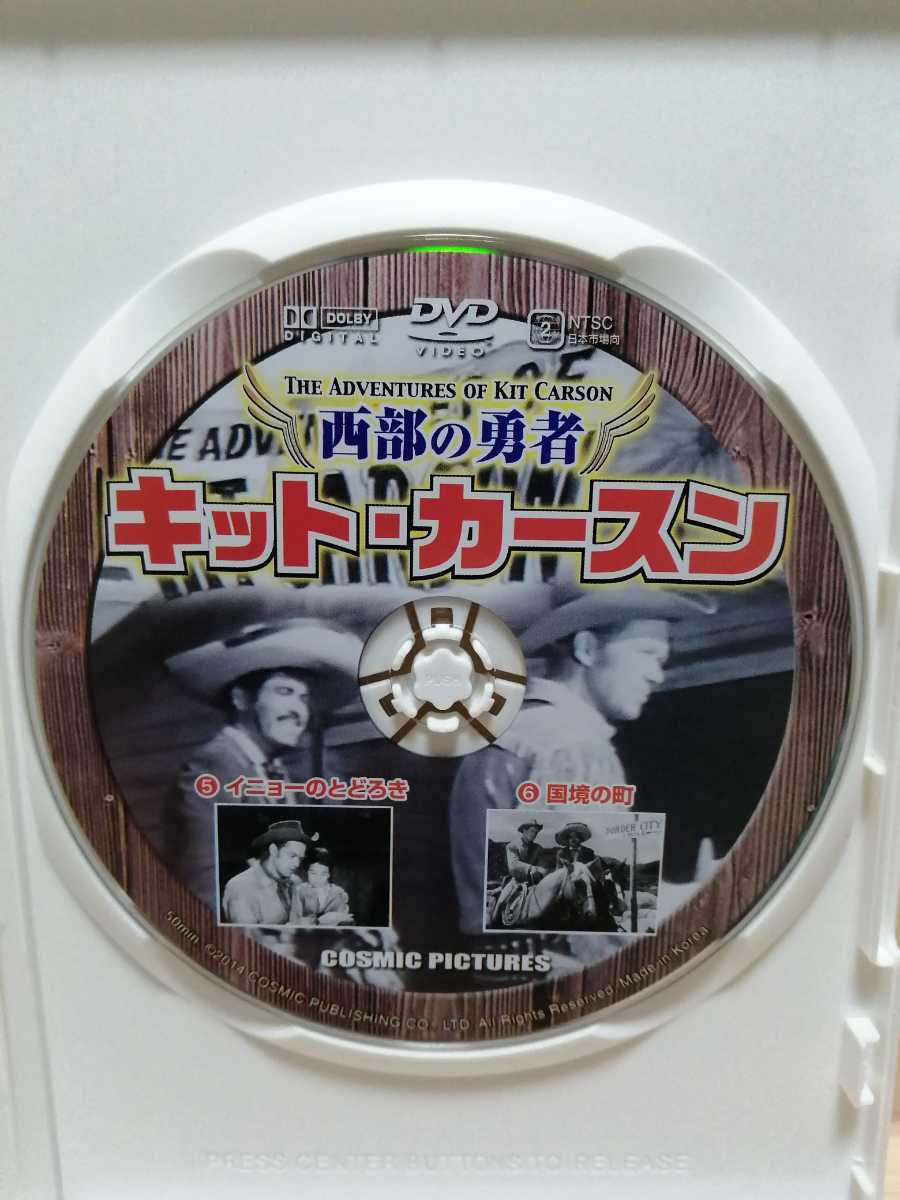 DOLBY
DIGITAL
DVD
VIDEO
2 NTSC
日本市場向
THE ADVENTURES OF KIT CARSON
西部の勇者
キット・カースン
PUSH
❺ イニョーのとどろき
❻ 国境の町
BORDER CITY
COSMIC PICTURES
50min. ©2014 COSMIC PUBLISHING CO., LTD. All Rights Reserved. Made in Korea
PRESS CENTER BUTTONS TO RELEASE